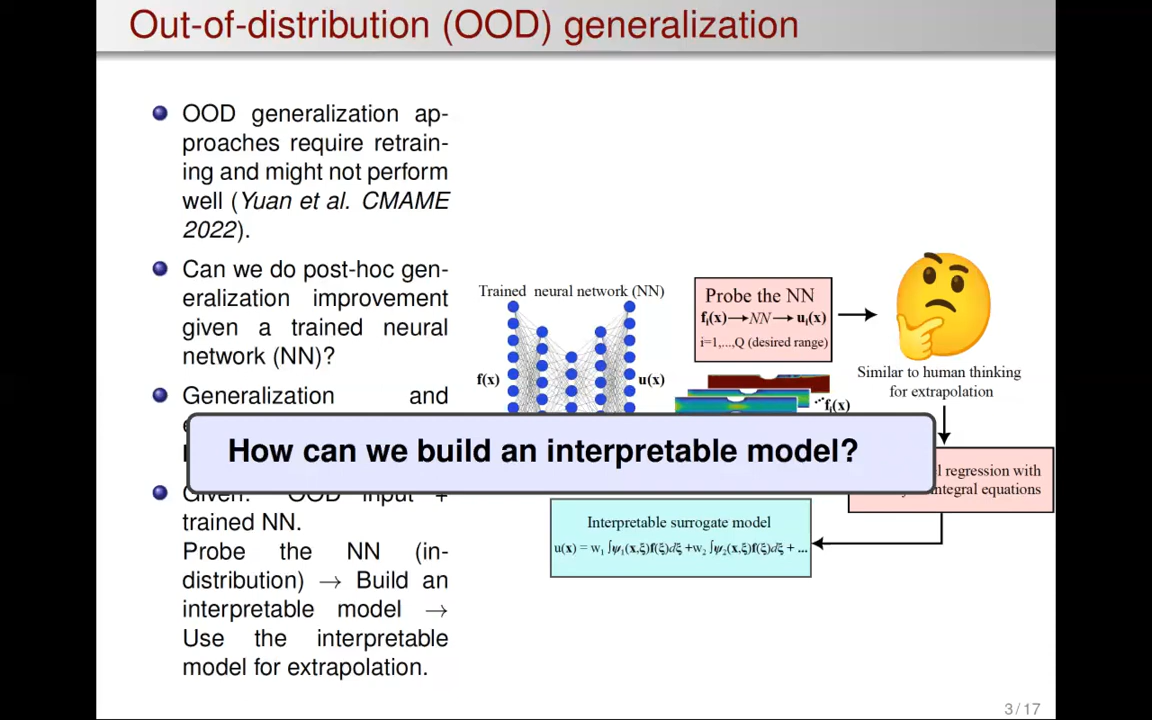 Out-of-distribution (OOD) generalization
OOD generalization ap-
proaches require retrain-
ing and might not perform
well (Yuan et al. CMAME
2022).
Can we do post-hoc gen-
eralization improvement
given a trained neural
network (NN)?
Generalization and
Given: OOD input +
trained NN.
Probe the NN (in-
distribution) → Build an
interpretable model →
Use the interpretable
model for extrapolation.
Trained neural network (NN)
f(x)
u(x)
Probe the NN
fᵢ(x)→NN→uᵢ(x)
i=1,...,Q (desired range)
fᵢ(x)
Similar to human thinking
for extrapolation
How can we build an interpretable model?
regression with
integral equations
Interpretable surrogate model
u(x) = w₁ ∫ψ₁(x,ξ)f(ξ)dξ +w₂ ∫ψ₂(x,ξ)f(ξ)dξ + ...
3 / 17